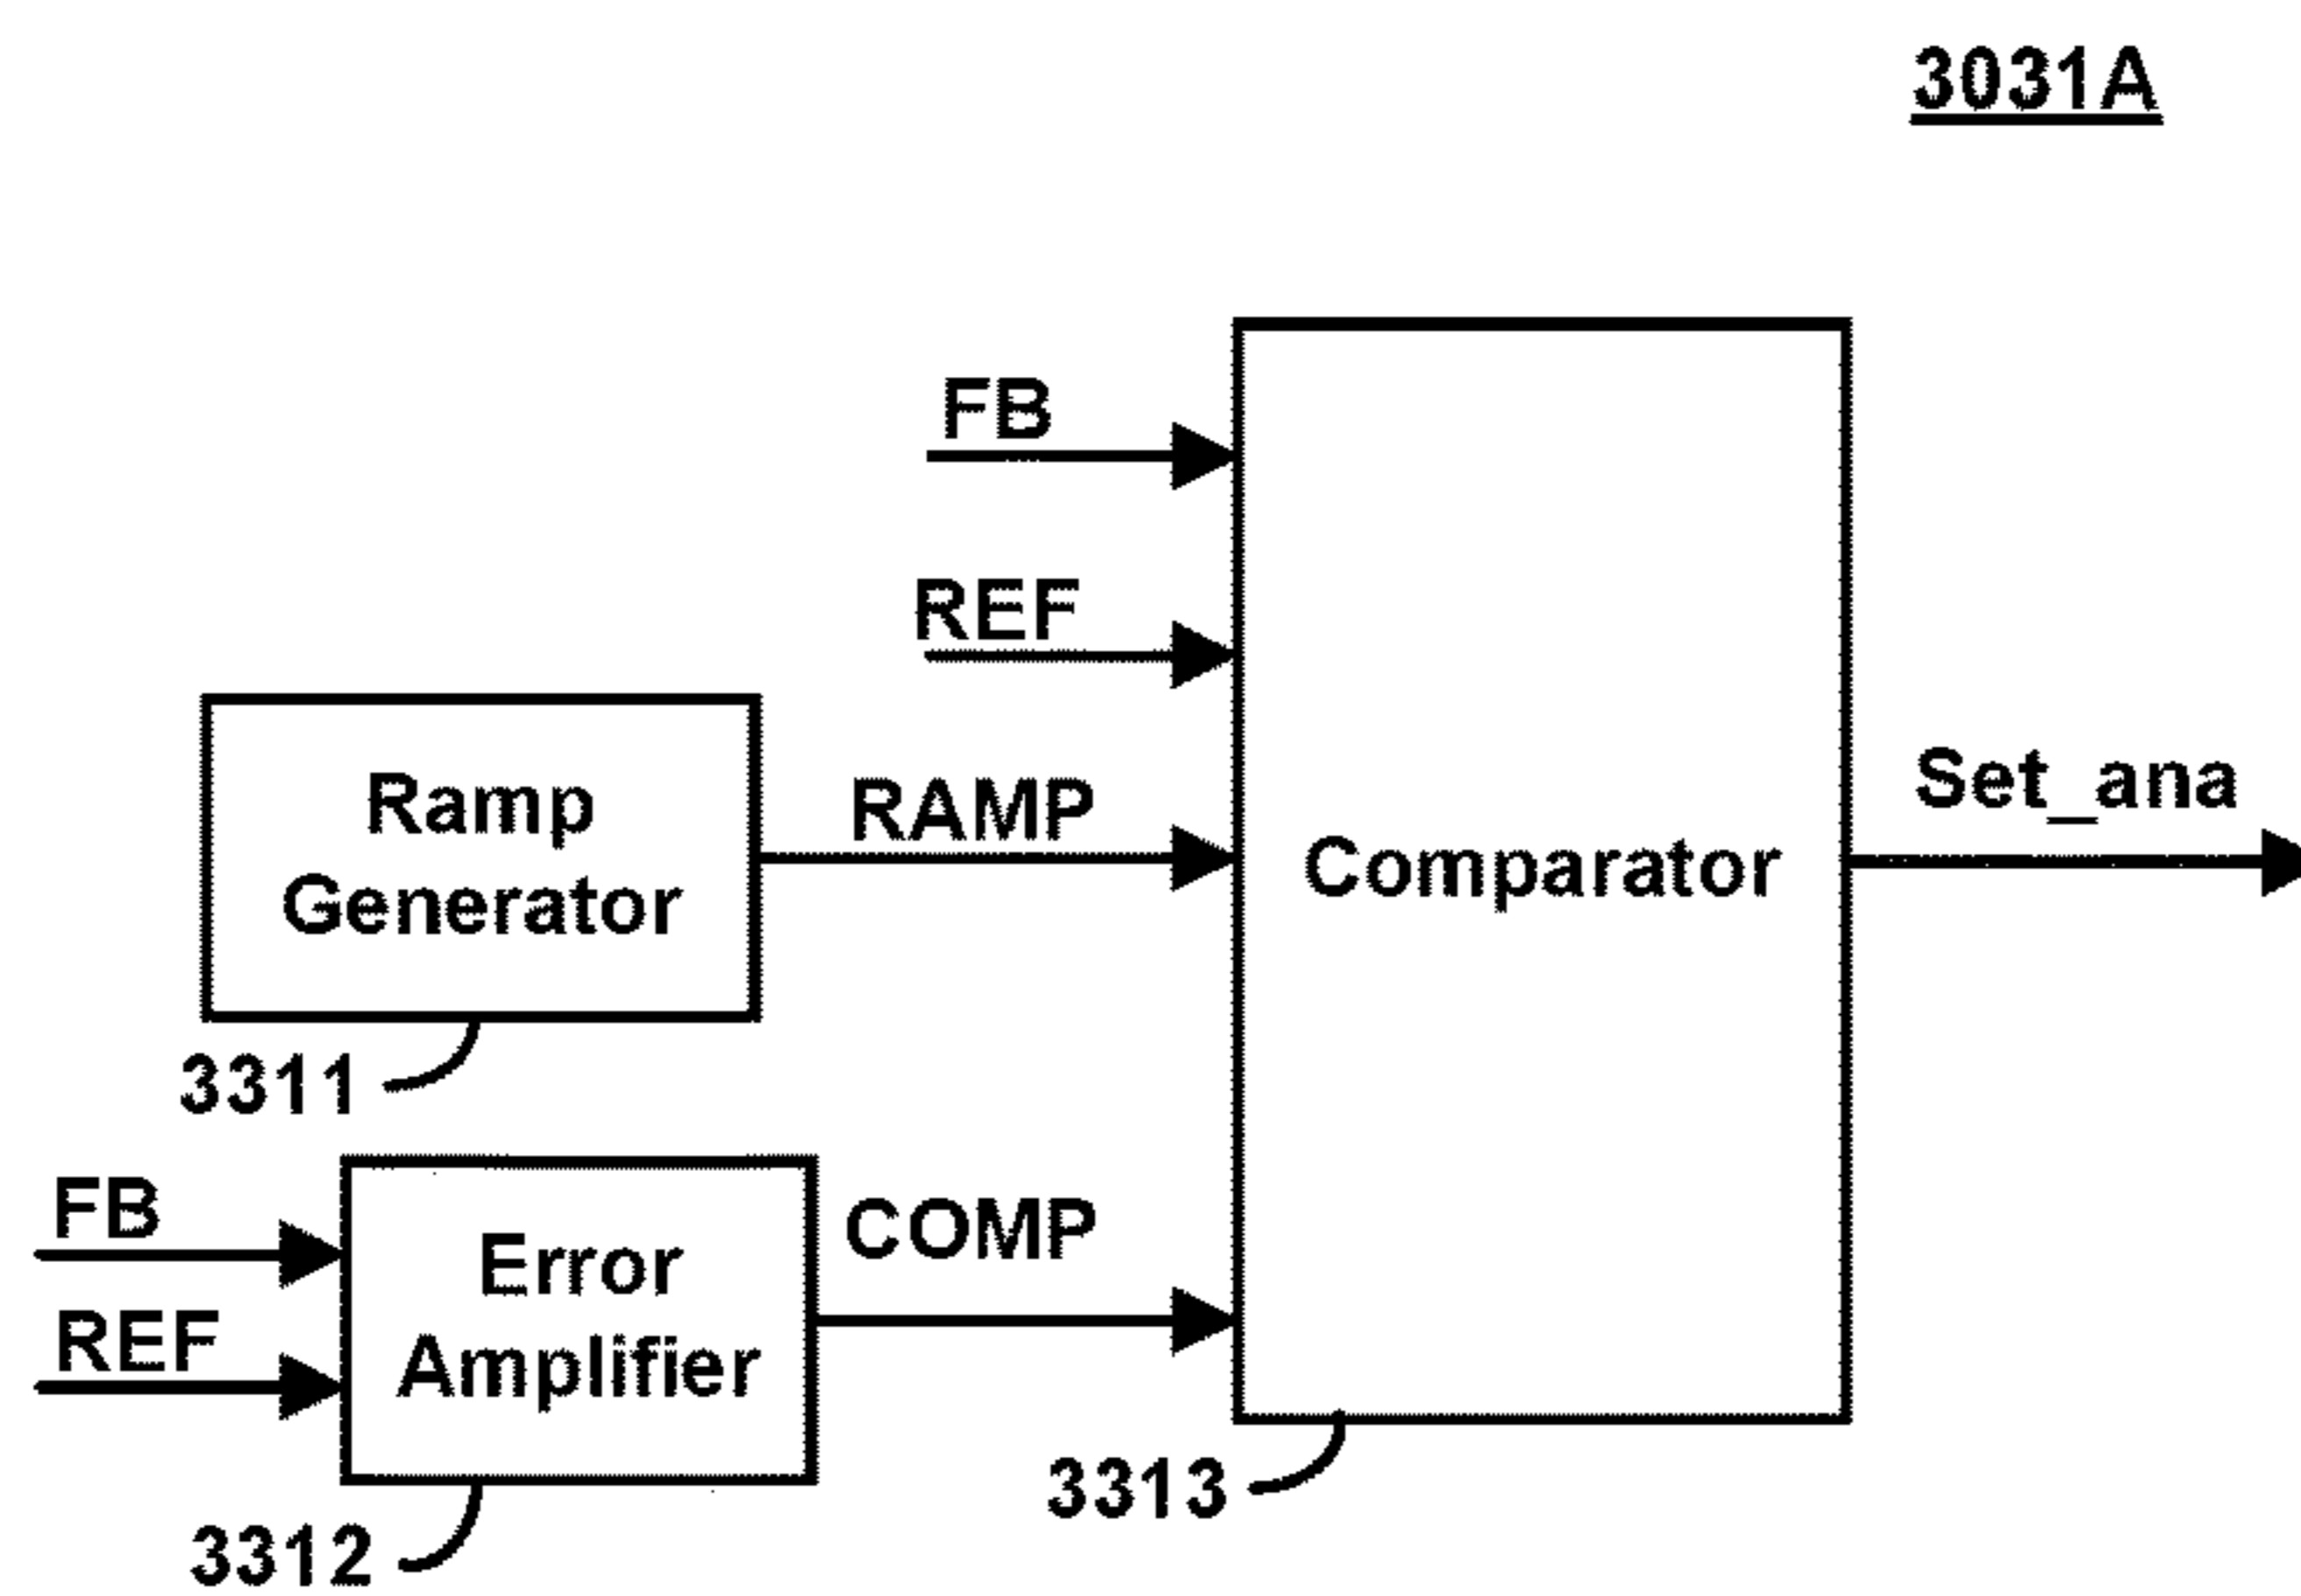 3031A
FB
REF
Ramp
Generator
RAMP
Comparator
Set_ana
3311
FB
REF
Error
Amplifier
COMP
3313
3312